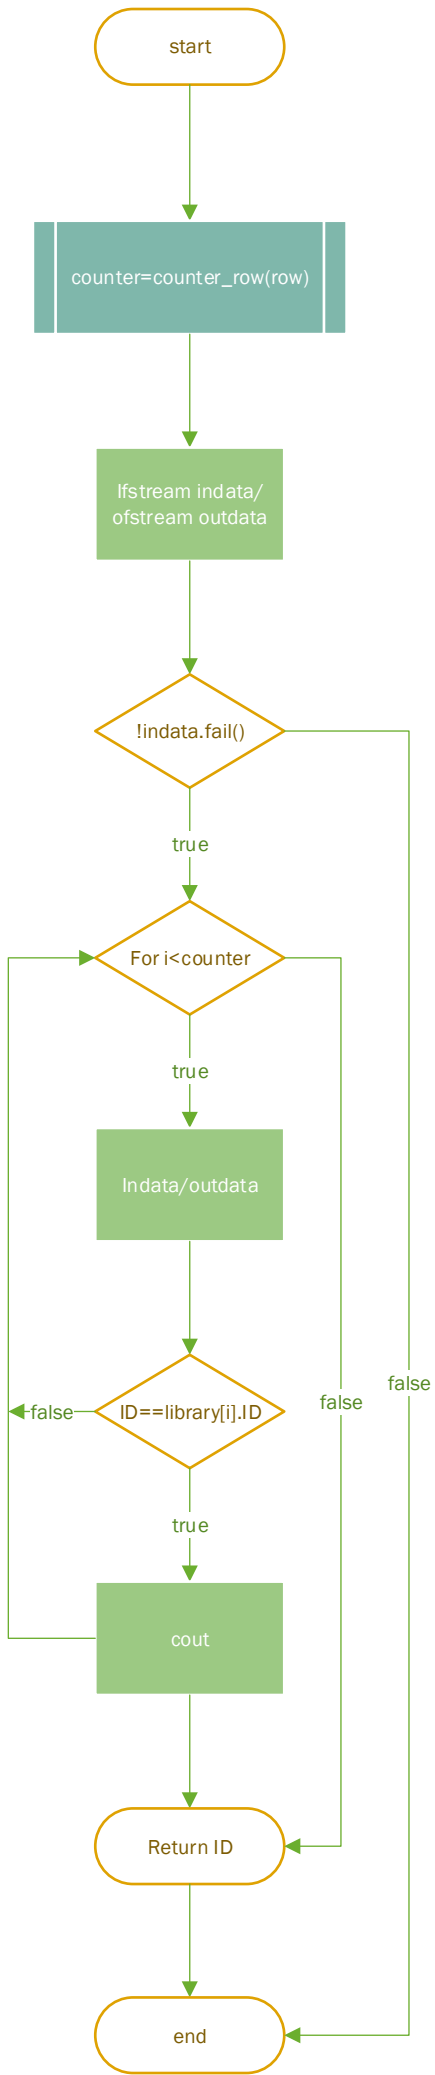 start
counter=counter_row(row)
Ifstream indata/
ofstream outdata
!indata.fail()
true
For i<counter
true
Indata/outdata
false
false
ID==library[i].ID
false
true
cout
Return ID
end